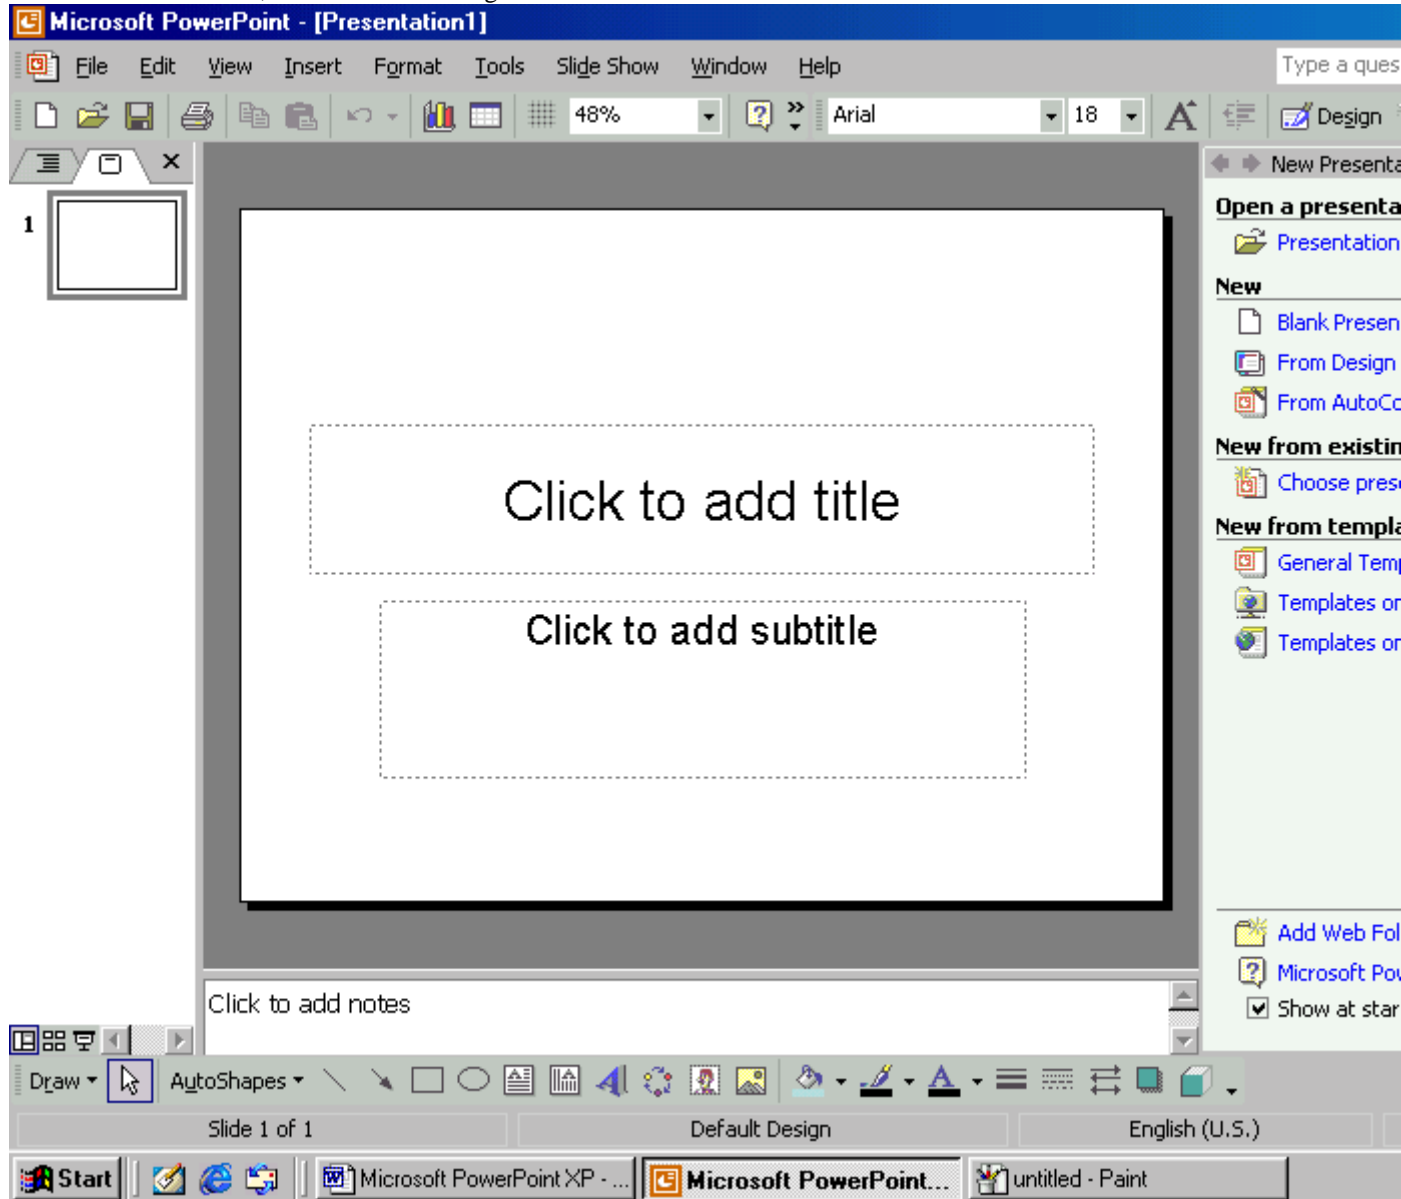 Microsoft PowerPoint - [Presentation1]
File Edit View Insert Format Tools Slide Show Window Help Type a ques
48% Arial 18 Design
New Presenta
Open a presenta
Presentation
1
New
Blank Presen
From Design
From AutoCo
New from existin
Choose prese
New from templa
General Temp
Templates or
Templates or
Click to add title
Click to add subtitle
Add Web Fol
Microsoft Pow
Show at star
Click to add notes
Draw AutoShapes
Slide 1 of 1 Default Design English (U.S.)
Start Microsoft PowerPoint XP - ... Microsoft PowerPoint... untitled - Paint